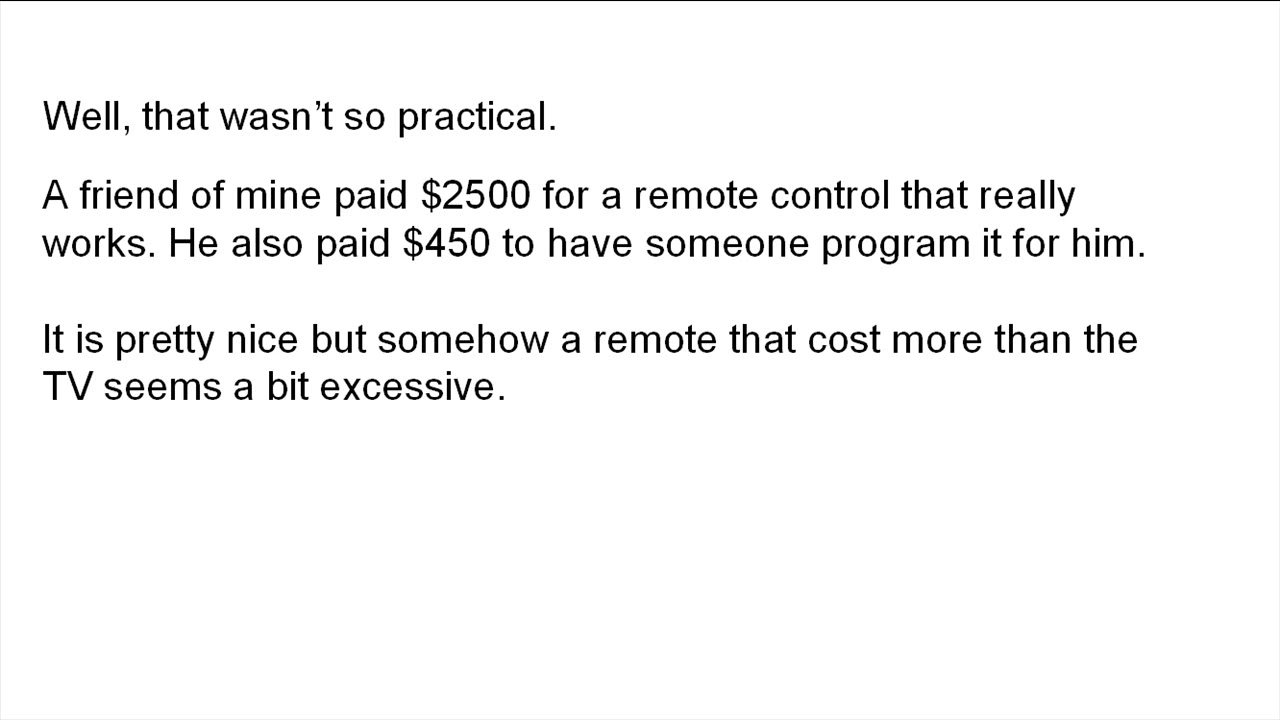 Well, that wasn’t so practical.
A friend of mine paid $2500 for a remote control that really
works. He also paid $450 to have someone program it for him.
It is pretty nice but somehow a remote that cost more than the
TV seems a bit excessive.